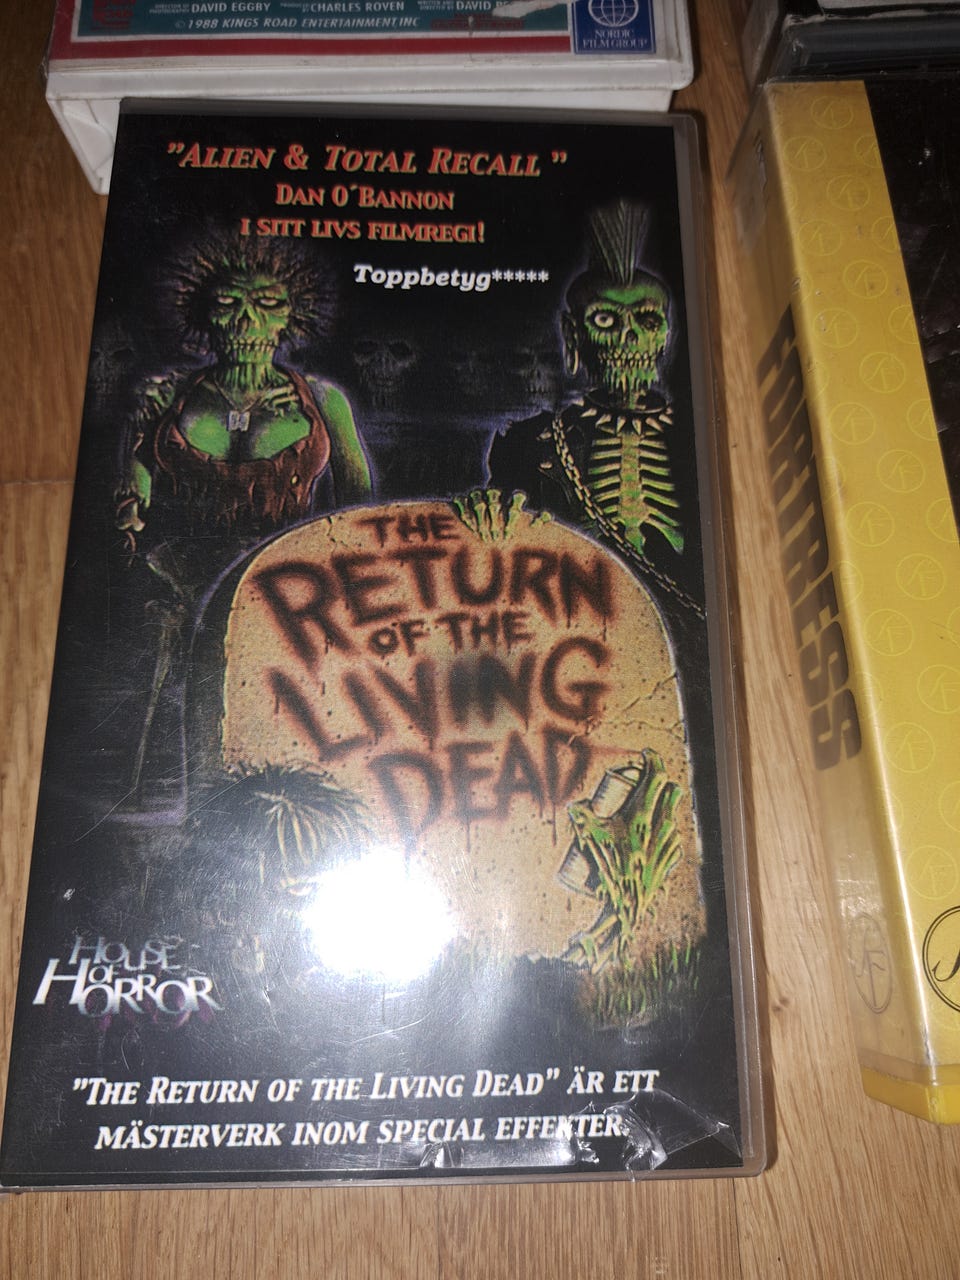 DAVID EGGBY
CHARLES ROVEN
© 1988 KINGS ROAD ENTERTAINMENT, INC
NORDIC
FILM GROUP
"ALIEN & TOTAL RECALL "
DAN O´BANNON
I SITT LIVS FILMREGI!
Toppbetyg*****
THE
RETURN
OF THE
LIVING
DEAD
HOUSE
OF
HORROR
"THE RETURN OF THE LIVING DEAD" ÄR ETT
MÄSTERVERK INOM SPECIAL EFFEKTER.
FORTRESS